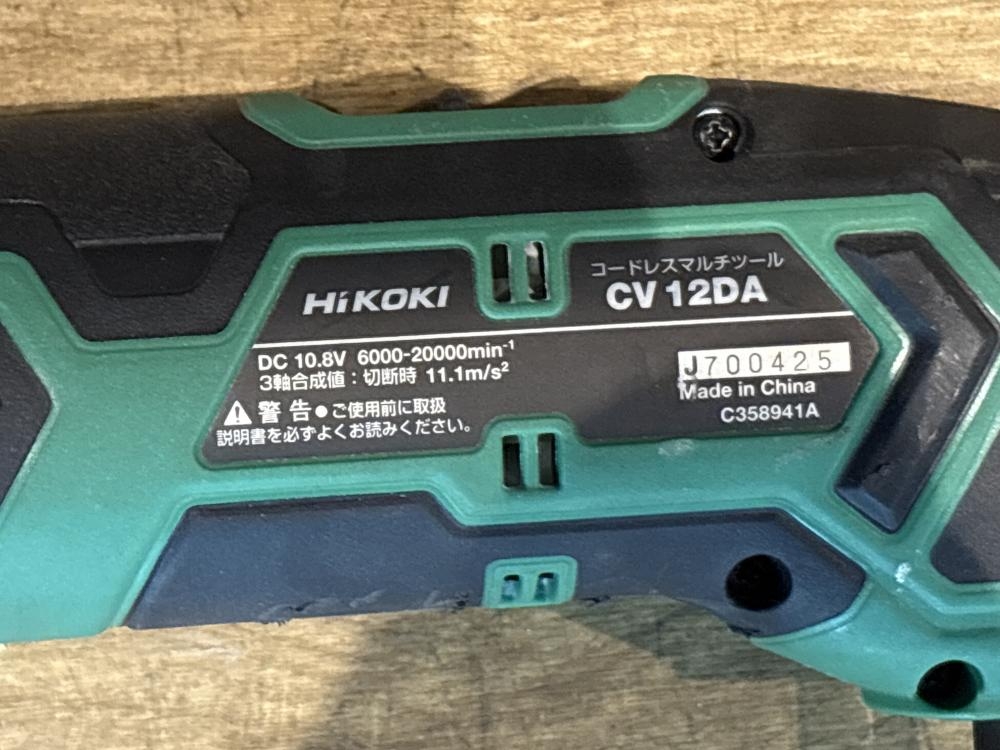 HiKOKI
コードレスマルチツール
CV 12DA
DC 10.8V 6000-20000min⁻¹
3軸合成値：切断時 11.1m/s²
警告●ご使用前に取扱
説明書を必ずよくお読みください。
J700425
Made in China
C358941A